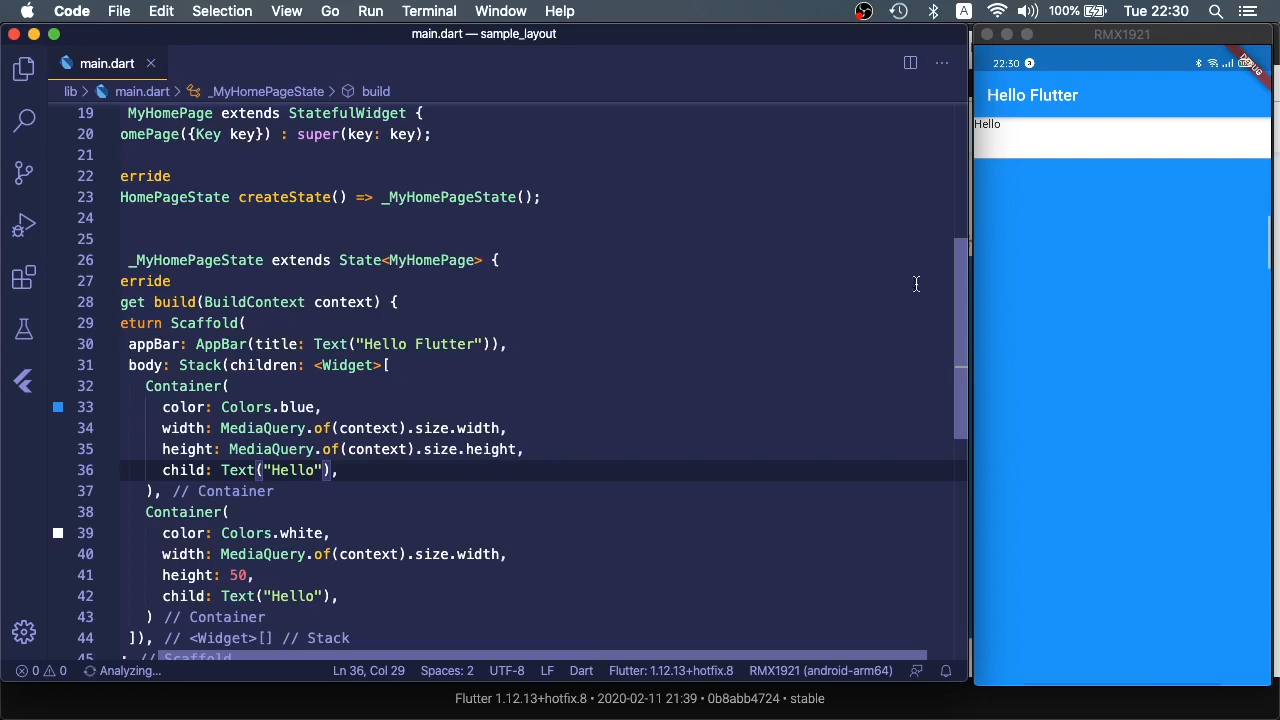 Code File Edit Selection View Go Run Terminal Window Help
A 100% Tue 22:30
main.dart — sample_layout
main.dart
lib > main.dart > _MyHomePageState > build
19 MyHomePage extends StatefulWidget {
20 omePage({Key key}) : super(key: key);
21
22 erride
23 HomePageState createState() => _MyHomePageState();
24
25
26 _MyHomePageState extends State<MyHomePage> {
27 erride
28 get build(BuildContext context) {
29 eturn Scaffold(
30 appBar: AppBar(title: Text("Hello Flutter")),
31 body: Stack(children: <Widget>[
32 Container(
33 color: Colors.blue,
34 width: MediaQuery.of(context).size.width,
35 height: MediaQuery.of(context).size.height,
36 child: Text("Hello"),
37 ), // Container
38 Container(
39 color: Colors.white,
40 width: MediaQuery.of(context).size.width,
41 height: 50,
42 child: Text("Hello"),
43 ) // Container
44 ]), // <Widget>[] // Stack
45 ; // Scaffold
0 0 Analyzing... Ln 36, Col 29 Spaces: 2 UTF-8 LF Dart Flutter: 1.12.13+hotfix.8 RMX1921 (android-arm64)
Flutter 1.12.13+hotfix.8 • 2020-02-11 21:39 • 0b8abb4724 • stable
RMX1921
22:30
DEBUG
Hello Flutter
Hello